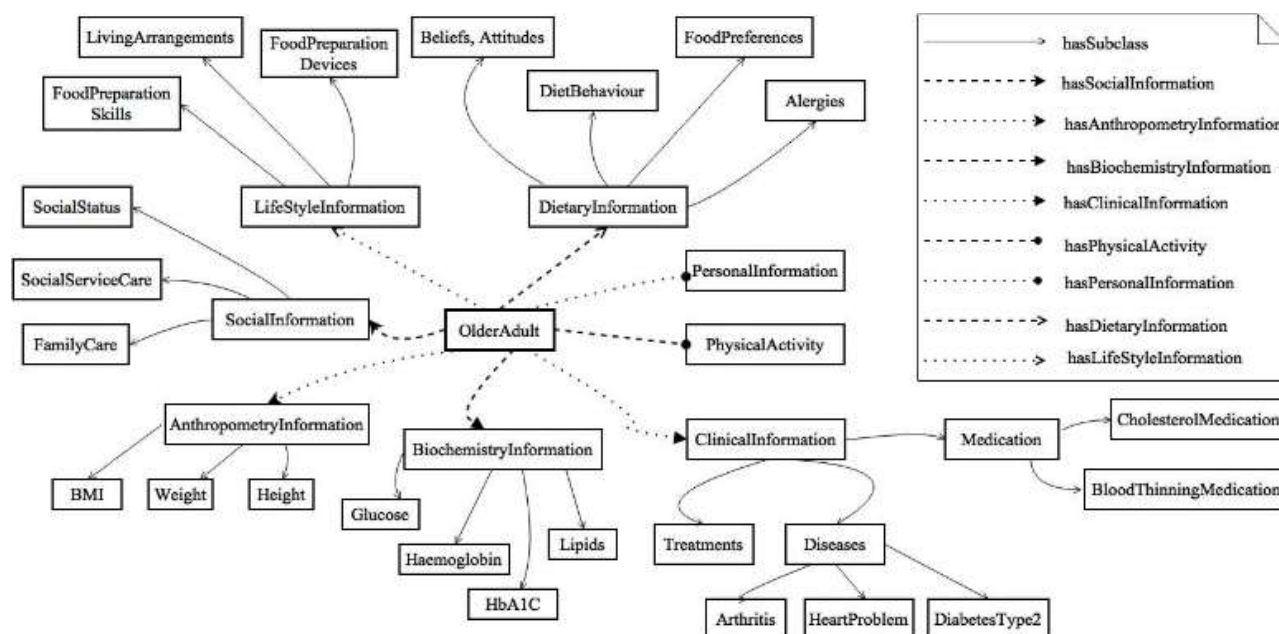 LivingArrangements
FoodPreparation
Devices
Beliefs, Attitudes
FoodPreferences
FoodPreparation
Skills
DietBehaviour
Alergies
SocialStatus
LifeStyleInformation
DietaryInformation
SocialServiceCare
PersonalInformation
SocialInformation
OlderAdult
FamilyCare
PhysicalActivity
AnthropometryInformation
BiochemistryInformation
ClinicalInformation
Medication
CholesterolMedication
BloodThinningMedication
BMI
Weight
Height
Glucose
Haemoglobin
HbA1C
Lipids
Treatments
Diseases
Arthritis
HeartProblem
DiabetesType2
hasSubclass
hasSocialInformation
hasAnthropometryInformation
hasBiochemistryInformation
hasClinicalInformation
hasPhysicalActivity
hasPersonalInformation
hasDietaryInformation
hasLifeStyleInformation